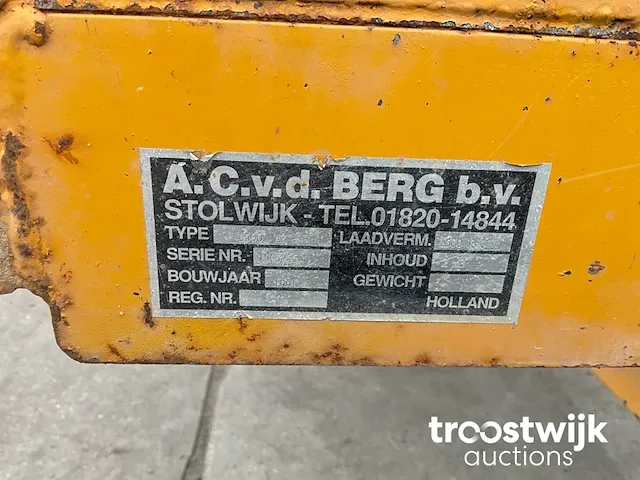 A. C.v.d. BERG b.v.
STOLWIJK - TEL.01820-14844
TYPE LAADVERM.
SERIE NR. INHOUD
BOUWJAAR GEWICHT
REG. NR. HOLLAND
troostwijk
auctions